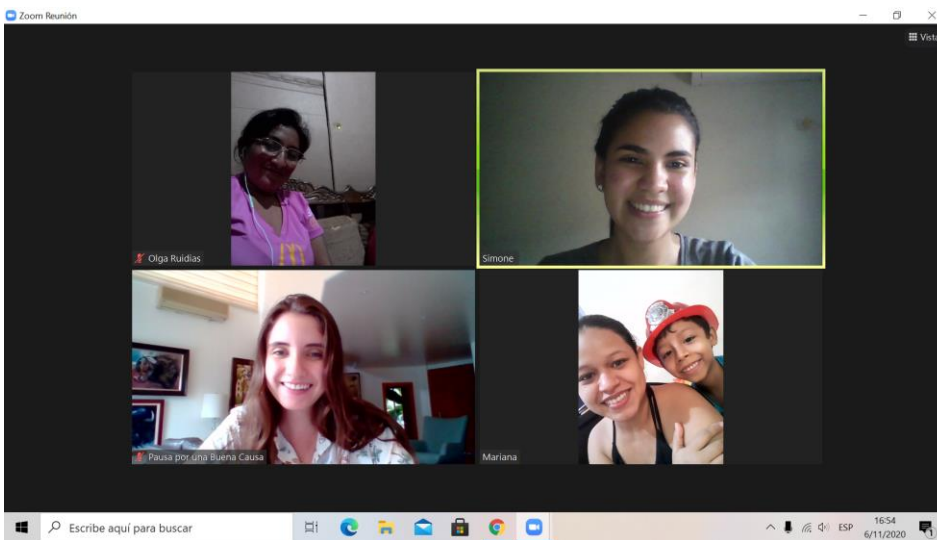 Zoom Reunión
Vista
Olga Ruidias
Simone
Pausa por una Buena Causa
Mariana
Escribe aquí para buscar
ESP
16:54
6/11/2020
1